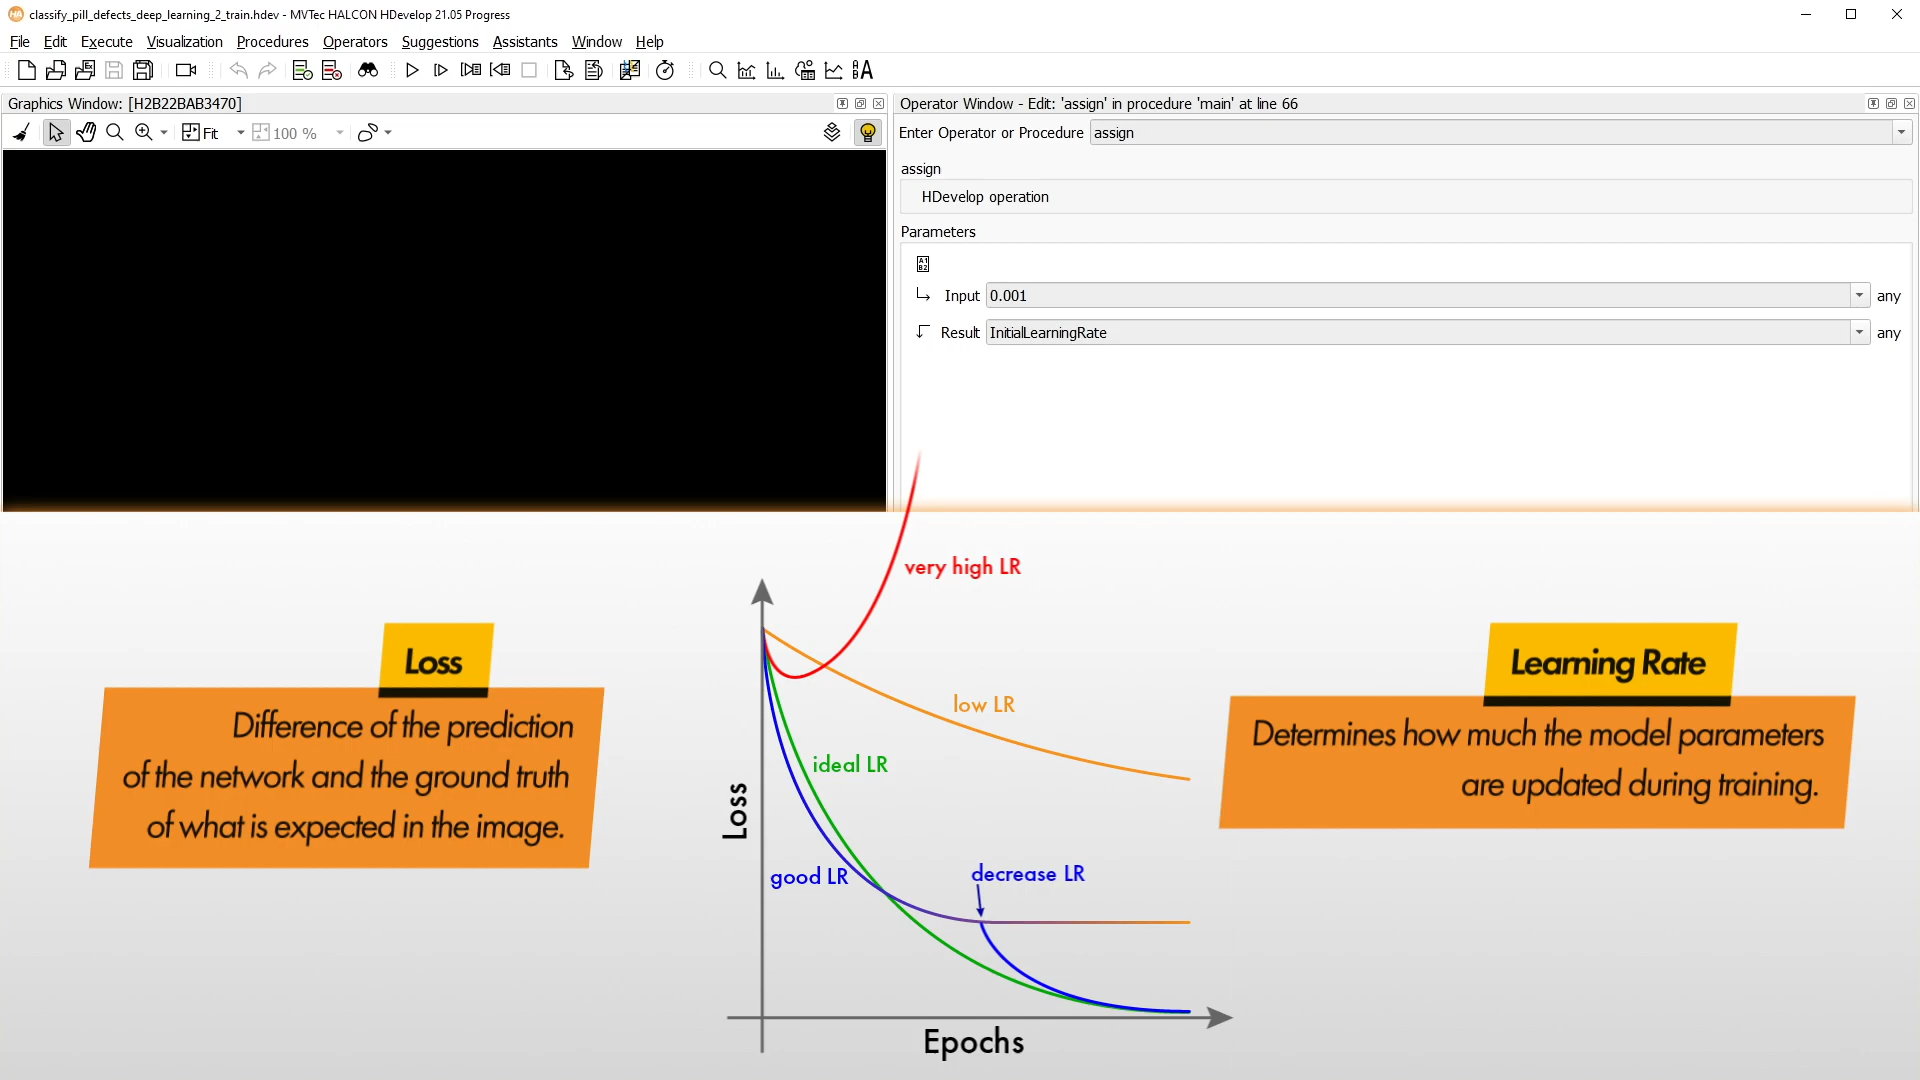 classify_pill_defects_deep_learning_2_train.hdev - MVTec HALCON HDevelop 21.05 Progress
File Edit Execute Visualization Procedures Operators Suggestions Assistants Window Help
Graphics Window: [H2B22BAB3470]
Fit 100 %
Operator Window - Edit: 'assign' in procedure 'main' at line 66
Enter Operator or Procedure assign
assign
HDevelop operation
Parameters
Input 0.001 any
Result InitialLearningRate any
Loss
Difference of the prediction
of the network and the ground truth
of what is expected in the image.
very high LR
low LR
ideal LR
good LR
decrease LR
Loss
Epochs
Learning Rate
Determines how much the model parameters
are updated during training.